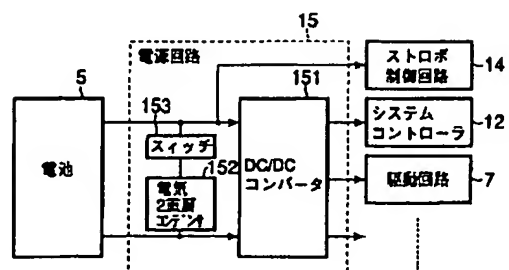 15
電源回路
5
電池
153
スイッチ
152
電気
2重層
コンデンサ
151
DC/DC
コンバータ
ストロボ
制御回路
14
システム
コントローラ
12
駆動回路
7